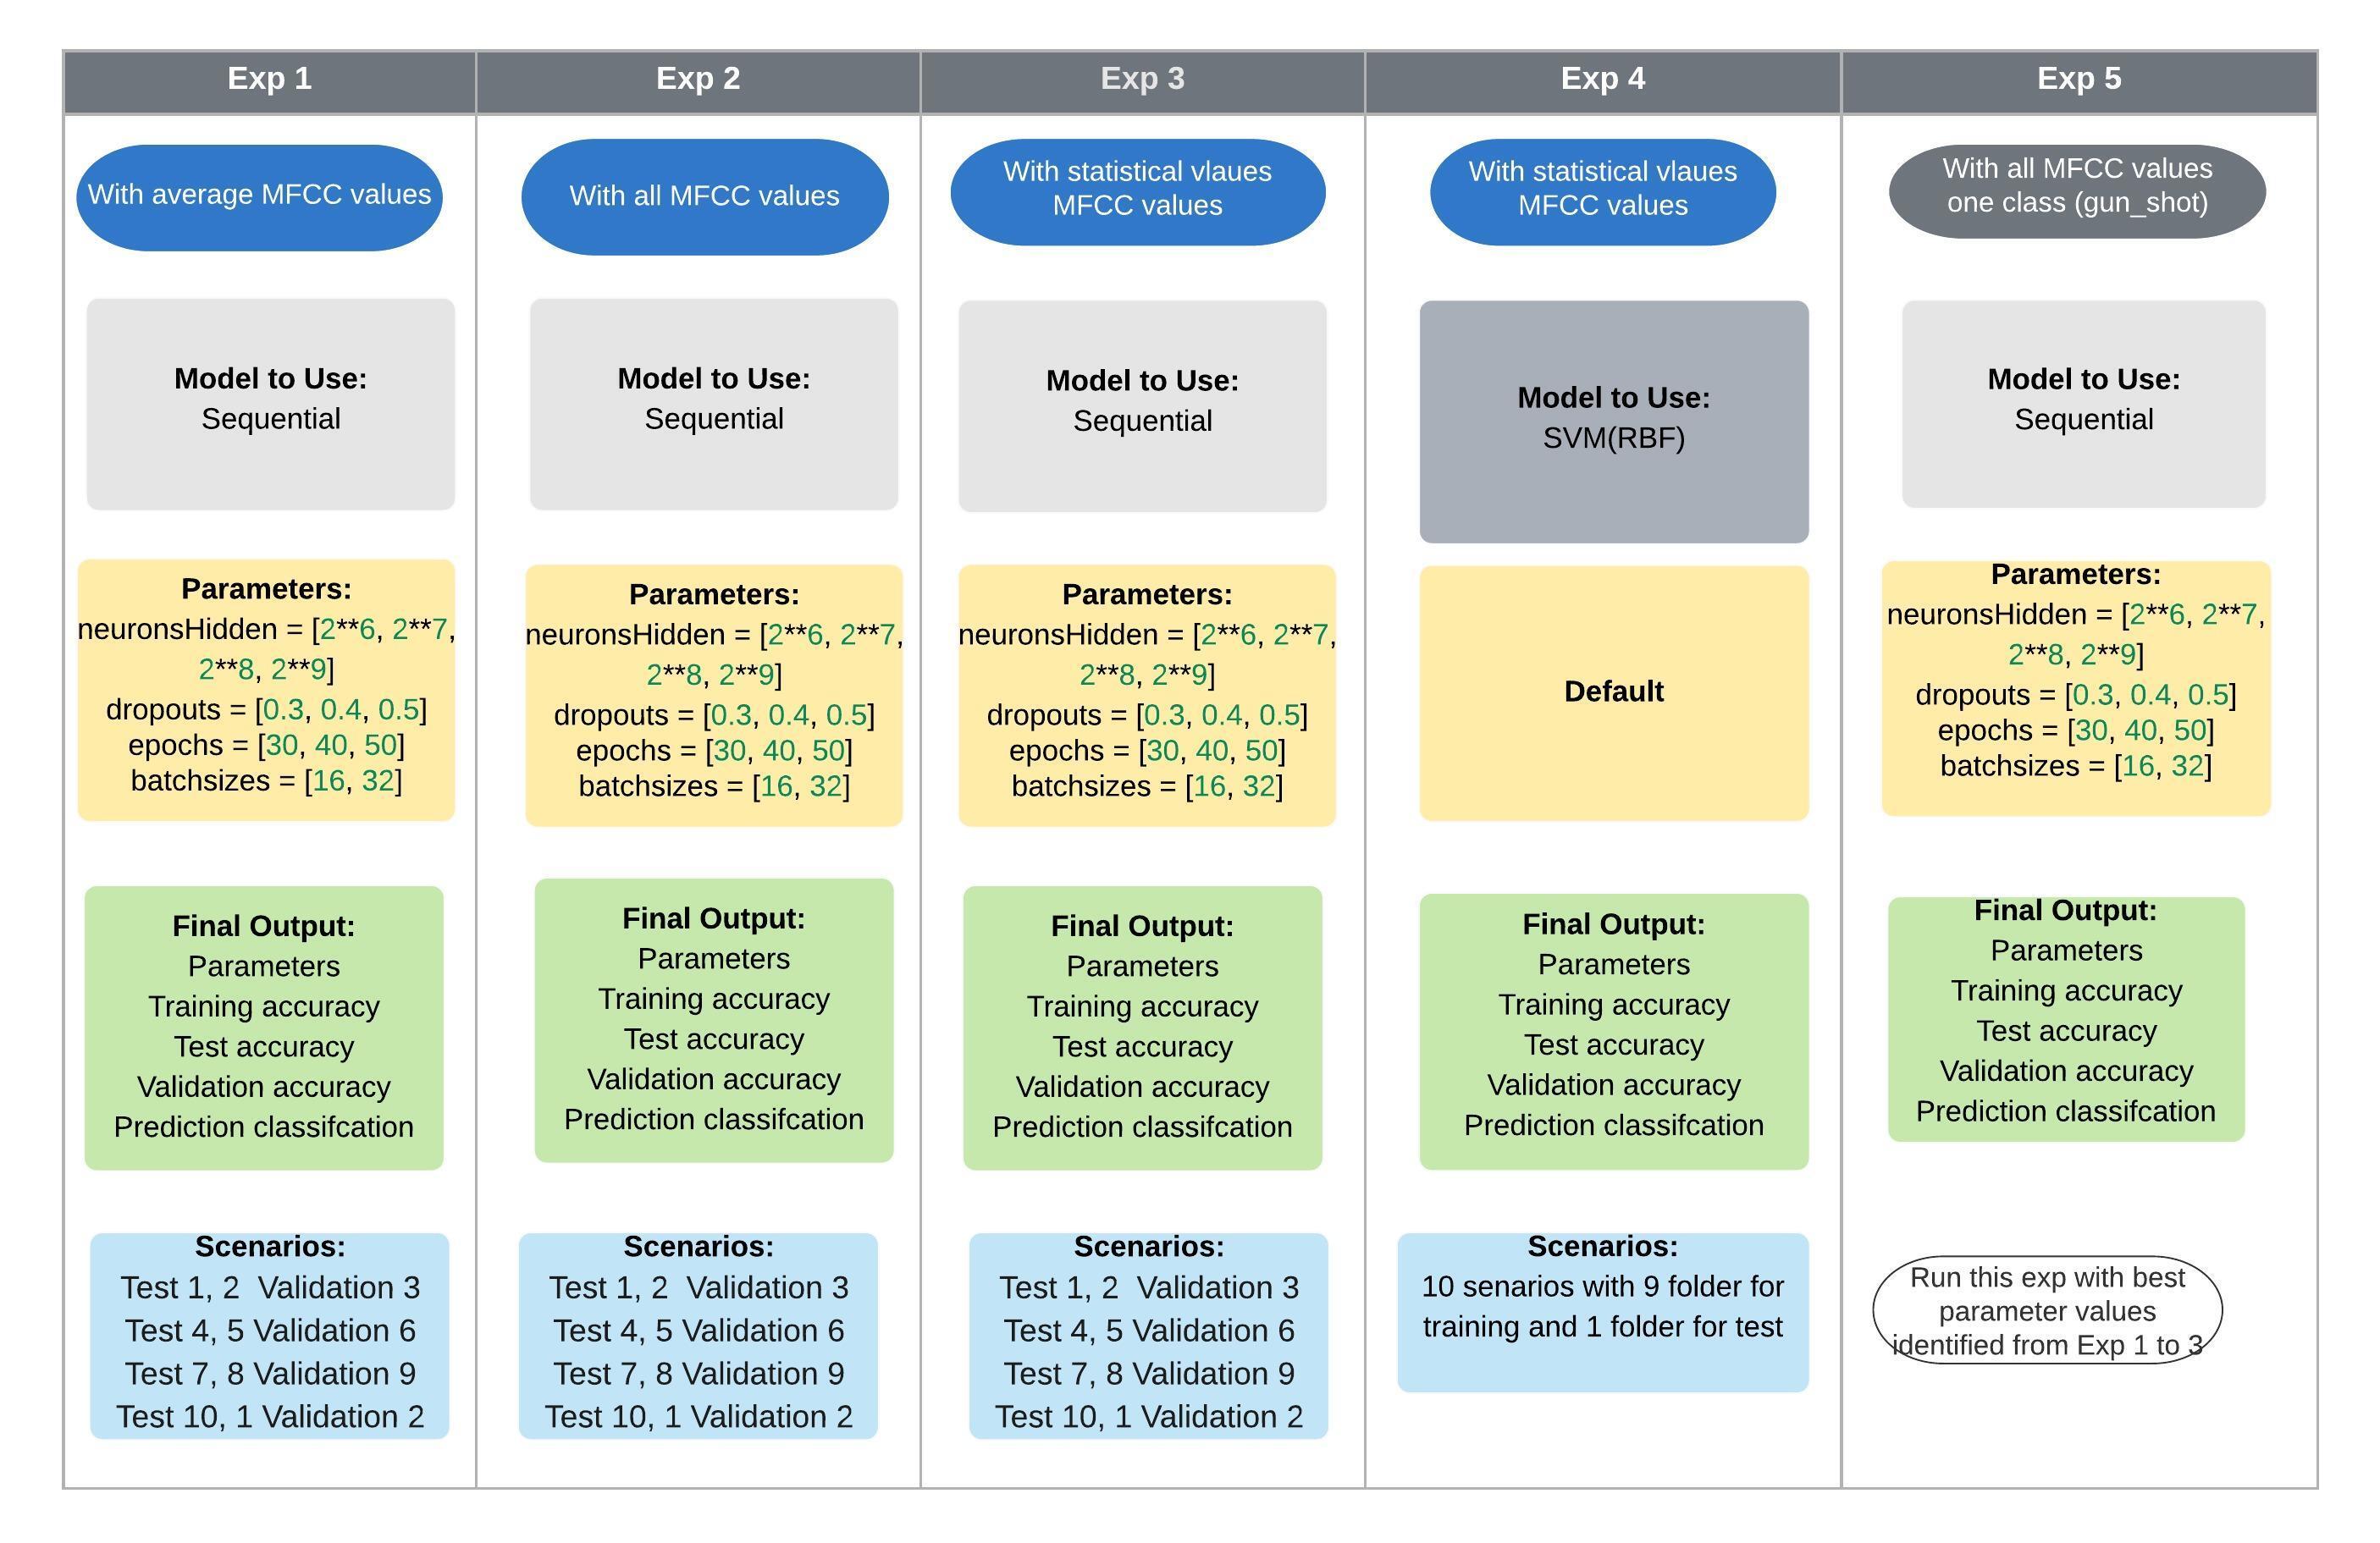 Exp 1
Exp 2
Exp 3
Exp 4
Exp 5
With average MFCC values
With all MFCC values
With statistical vlaues
MFCC values
With statistical vlaues
MFCC values
With all MFCC values
one class (gun_shot)
Model to Use:
Sequential
Model to Use:
Sequential
Model to Use:
Sequential
Model to Use:
SVM(RBF)
Model to Use:
Sequential
Parameters:
neuronsHidden = [2**6, 2**7,
2**8, 2**9]
dropouts = [0.3, 0.4, 0.5]
epochs = [30, 40, 50]
batchsizes = [16, 32]
Parameters:
neuronsHidden = [2**6, 2**7,
2**8, 2**9]
dropouts = [0.3, 0.4, 0.5]
epochs = [30, 40, 50]
batchsizes = [16, 32]
Parameters:
neuronsHidden = [2**6, 2**7,
2**8, 2**9]
dropouts = [0.3, 0.4, 0.5]
epochs = [30, 40, 50]
batchsizes = [16, 32]
Default
Parameters:
neuronsHidden = [2**6, 2**7,
2**8, 2**9]
dropouts = [0.3, 0.4, 0.5]
epochs = [30, 40, 50]
batchsizes = [16, 32]
Final Output:
Parameters
Training accuracy
Test accuracy
Validation accuracy
Prediction classifcation
Final Output:
Parameters
Training accuracy
Test accuracy
Validation accuracy
Prediction classifcation
Final Output:
Parameters
Training accuracy
Test accuracy
Validation accuracy
Prediction classifcation
Final Output:
Parameters
Training accuracy
Test accuracy
Validation accuracy
Prediction classifcation
Final Output:
Parameters
Training accuracy
Test accuracy
Validation accuracy
Prediction classifcation
Scenarios:
Test 1, 2  Validation 3
Test 4, 5 Validation 6
Test 7, 8 Validation 9
Test 10, 1 Validation 2
Scenarios:
Test 1, 2  Validation 3
Test 4, 5 Validation 6
Test 7, 8 Validation 9
Test 10, 1 Validation 2
Scenarios:
Test 1, 2  Validation 3
Test 4, 5 Validation 6
Test 7, 8 Validation 9
Test 10, 1 Validation 2
Scenarios:
10 senarios with 9 folder for
training and 1 folder for test
Run this exp with best
parameter values
identified from Exp 1 to 3